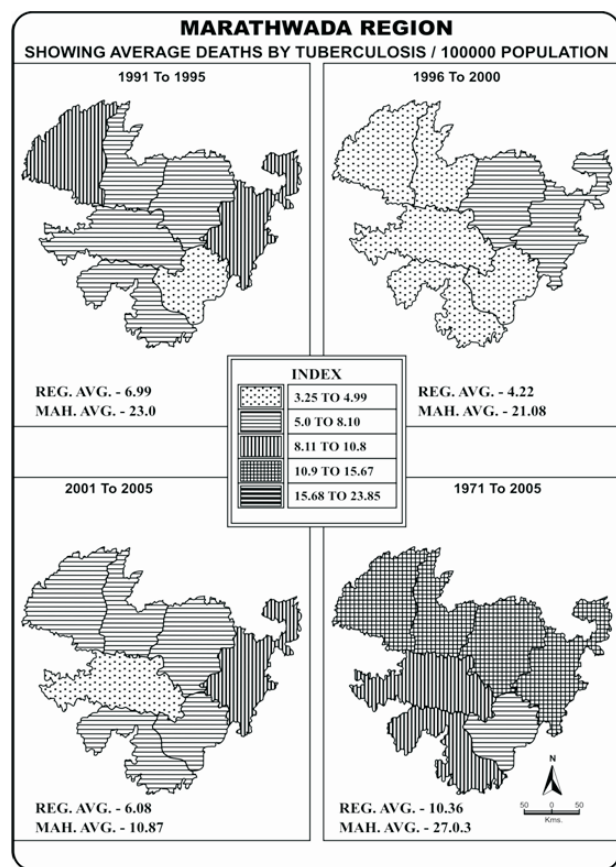 MARATHWADA REGION
SHOWING AVERAGE DEATHS BY TUBERCULOSIS / 100000 POPULATION
1991 To 1995
1996 To 2000
REG. AVG. - 6.99
MAH. AVG. - 23.0
REG. AVG. - 4.22
MAH. AVG. - 21.08
INDEX
3.25 TO 4.99
5.0 TO 8.10
8.11 TO 10.8
10.9 TO 15.67
15.68 TO 23.85
2001 To 2005
1971 To 2005
REG. AVG. - 6.08
MAH. AVG. - 10.87
REG. AVG. - 10.36
MAH. AVG. - 27.0.3
N
50 0 50
Kms.